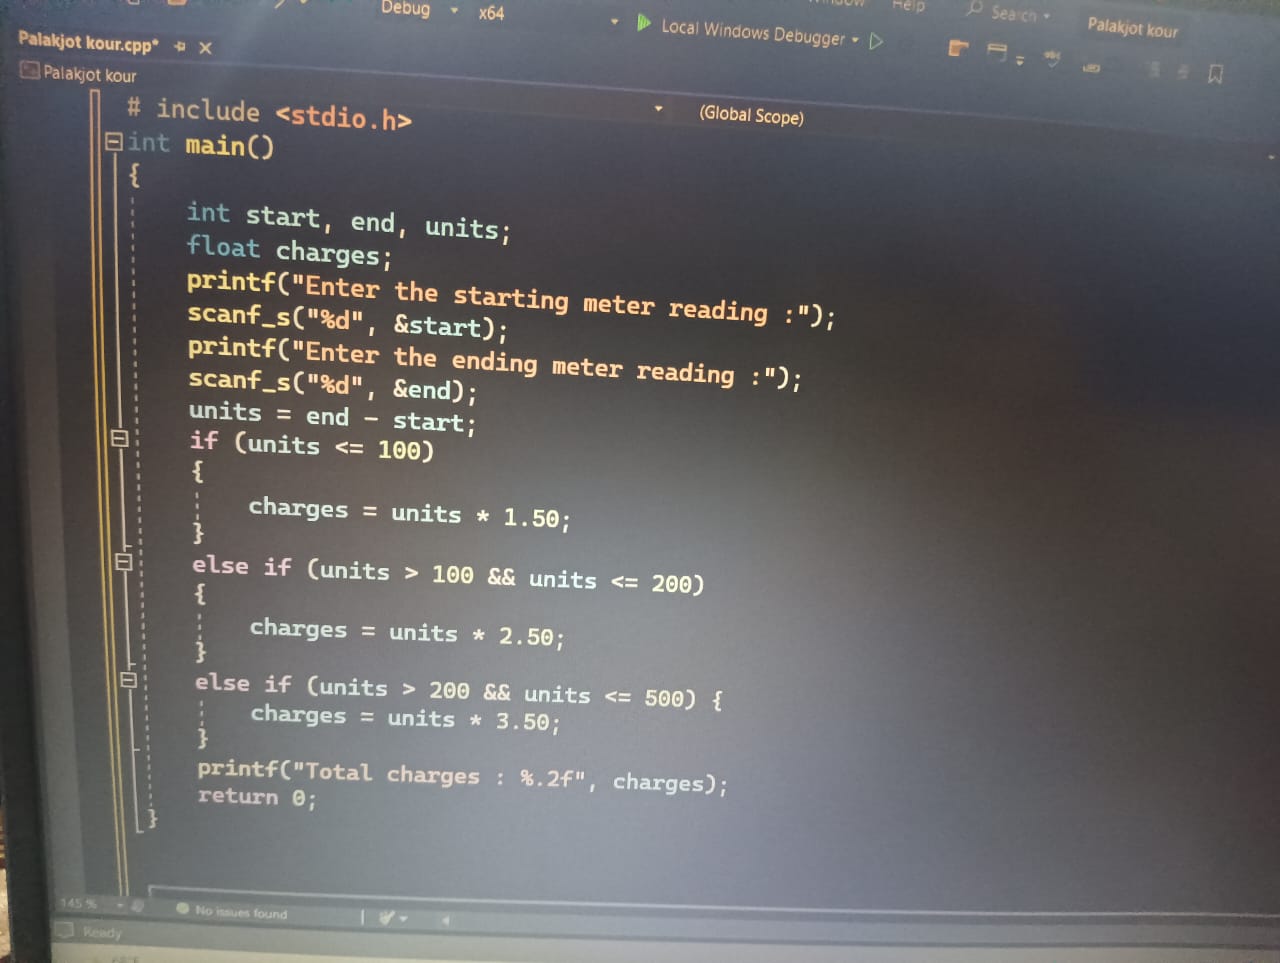 Debug x64
Local Windows Debugger
Help
Search
Palakjot kour
Palakjot kour.cpp*
Palakjot kour
(Global Scope)
# include <stdio.h>
int main()
{
int start, end, units;
float charges;
printf("Enter the starting meter reading :");
scanf_s("%d", &start);
printf("Enter the ending meter reading :");
scanf_s("%d", &end);
units = end - start;
if (units <= 100)
{
charges = units * 1.50;
}
else if (units > 100 && units <= 200)
{
charges = units * 2.50;
}
else if (units > 200 && units <= 500) {
charges = units * 3.50;
}
printf("Total charges : %.2f", charges);
return 0;
}
145 %
No issues found
Ready